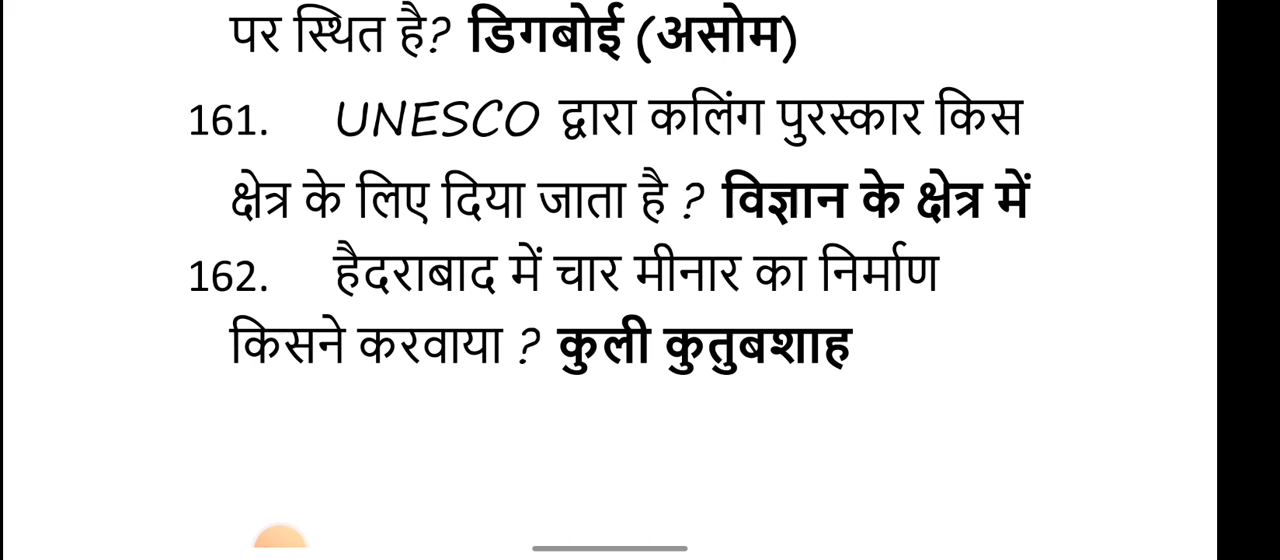 पर स्थित है? डिगबोई (असोम)
161. UNESCO द्वारा कलिंग पुरस्कार किस
क्षेत्र के लिए दिया जाता है ? विज्ञान के क्षेत्र में
162. हैदराबाद में चार मीनार का निर्माण
किसने करवाया ? कुली कुतुबशाह